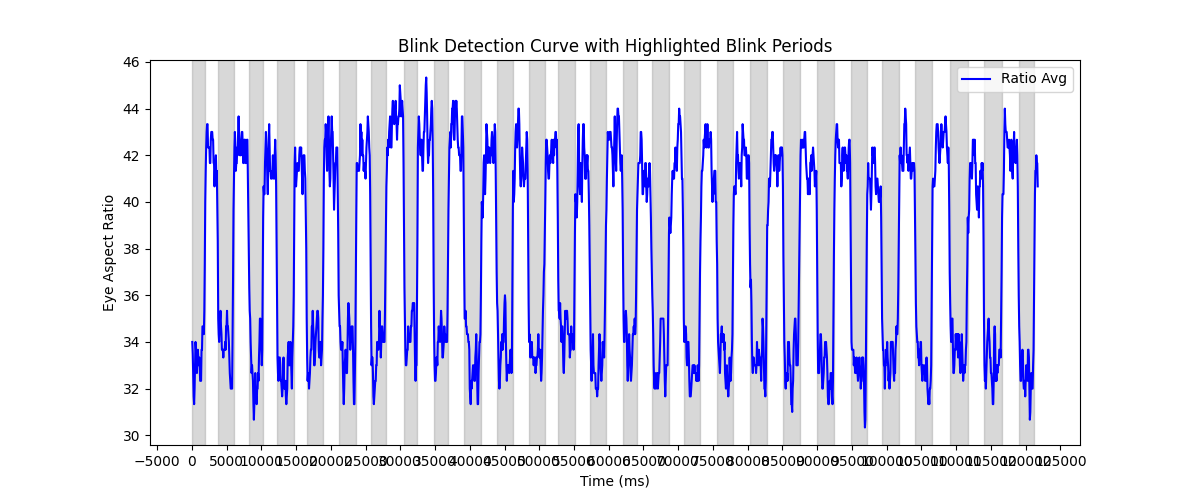 Blink Detection Curve with Highlighted Blink Periods
Ratio Avg
Eye Aspect Ratio
46
44
42
40
38
36
34
32
30
−5000 0 5000 10000 15000 20000 25000 30000 35000 40000 45000 50000 55000 60000 65000 70000 75000 80000 85000 90000 95000 100000 105000 110000 115000 120000 125000
Time (ms)